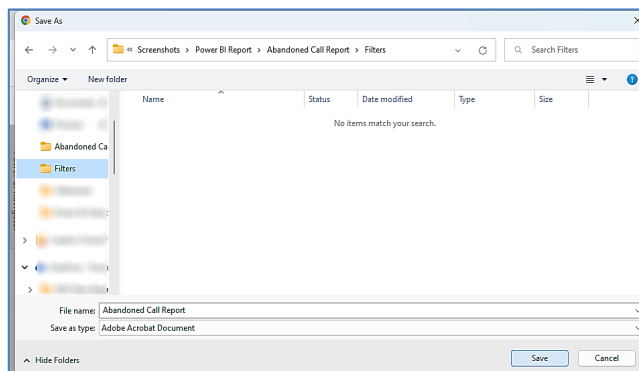 Save As
« Screenshots › Power BI Report › Abandoned Call Report › Filters
Search Filters
Organize
New folder
Name Status Date modified Type Size
No items match your search.
Abandoned Ca
Filters
File name: Abandoned Call Report
Save as type: Adobe Acrobat Document
Hide Folders
Save Cancel